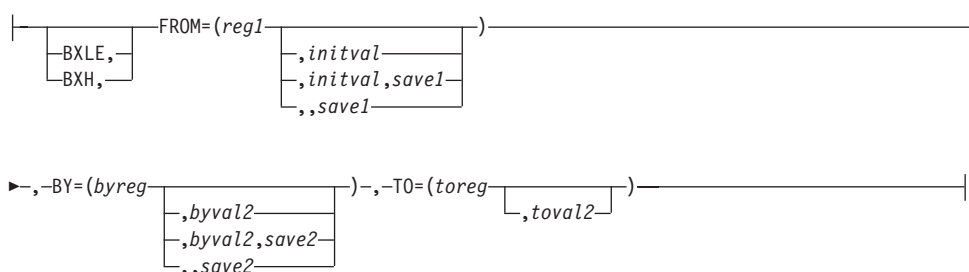 FROM=(reg1 )
BXLE, ,initval
BXH, ,initval,save1
,,save1
,BY=(byreg ),TO=(toreg )
,byval2 ,toval2
,byval2,save2
,,save2